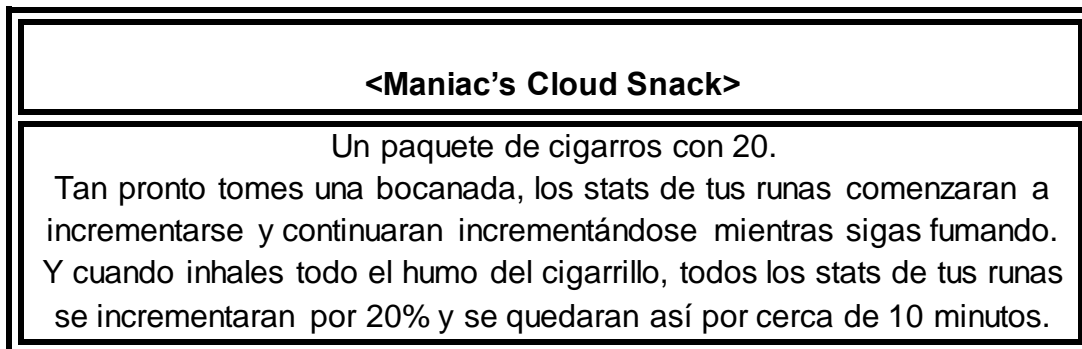 <Maniac’s Cloud Snack>
Un paquete de cigarros con 20.
Tan pronto tomes una bocanada, los stats de tus runas comenzaran a
incrementarse y continuaran incrementándose mientras sigas fumando.
Y cuando inhales todo el humo del cigarrillo, todos los stats de tus runas
se incrementaran por 20% y se quedaran así por cerca de 10 minutos.